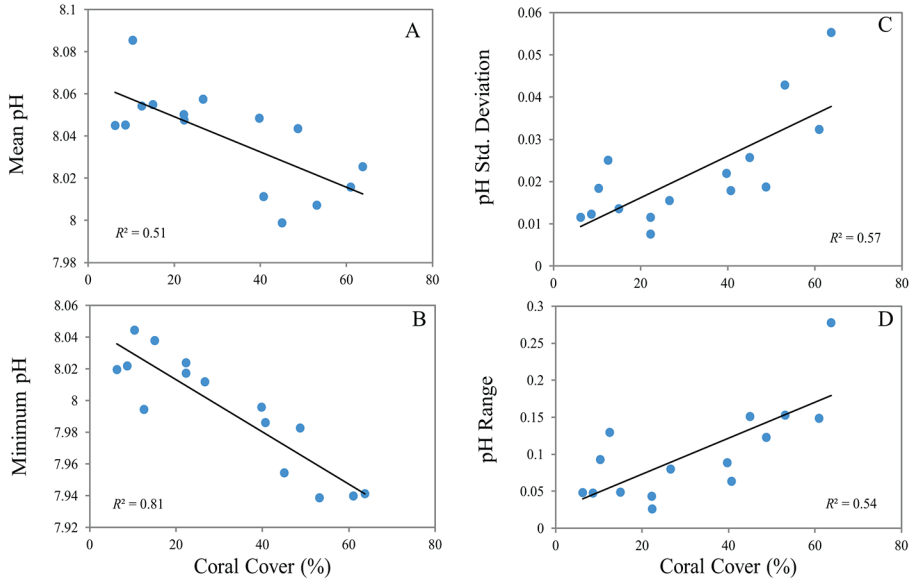 A
Mean pH
8.1
8.08
8.06
8.04
8.02
8
7.98
R² = 0.51
0 20 40 60 80
C
pH Std. Deviation
0.06
0.05
0.04
0.03
0.02
0.01
0
R² = 0.57
0 20 40 60 80
B
Minimum pH
8.06
8.04
8.02
8
7.98
7.96
7.94
7.92
R² = 0.81
0 20 40 60 80
Coral Cover (%)
D
pH Range
0.3
0.25
0.2
0.15
0.1
0.05
0
R² = 0.54
0 20 40 60 80
Coral Cover (%)